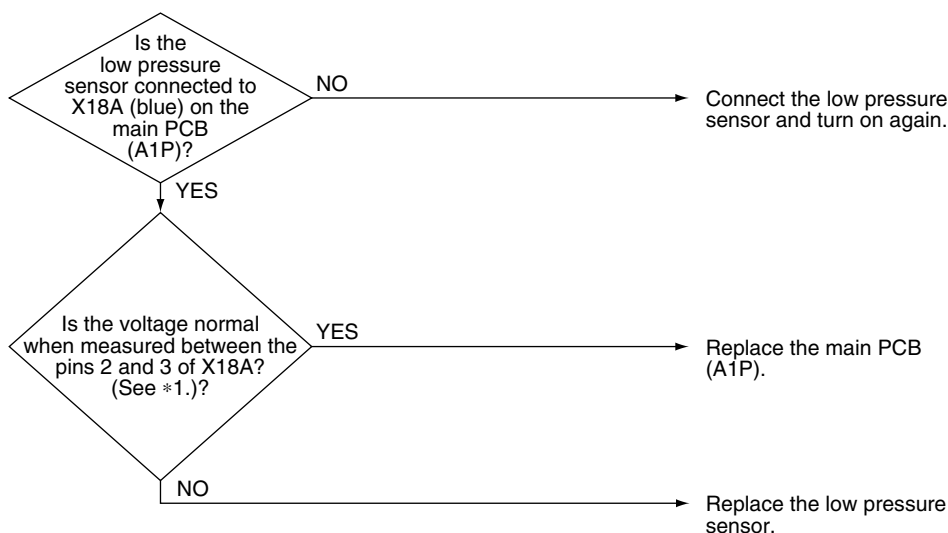 Is the
low pressure
sensor connected to
X18A (blue) on the
main PCB
(A1P)?
NO
Connect the low pressure
sensor and turn on again.
YES
Is the voltage normal
when measured between the
pins 2 and 3 of X18A?
(See *1.)?
YES
Replace the main PCB
(A1P).
NO
Replace the low pressure
sensor.